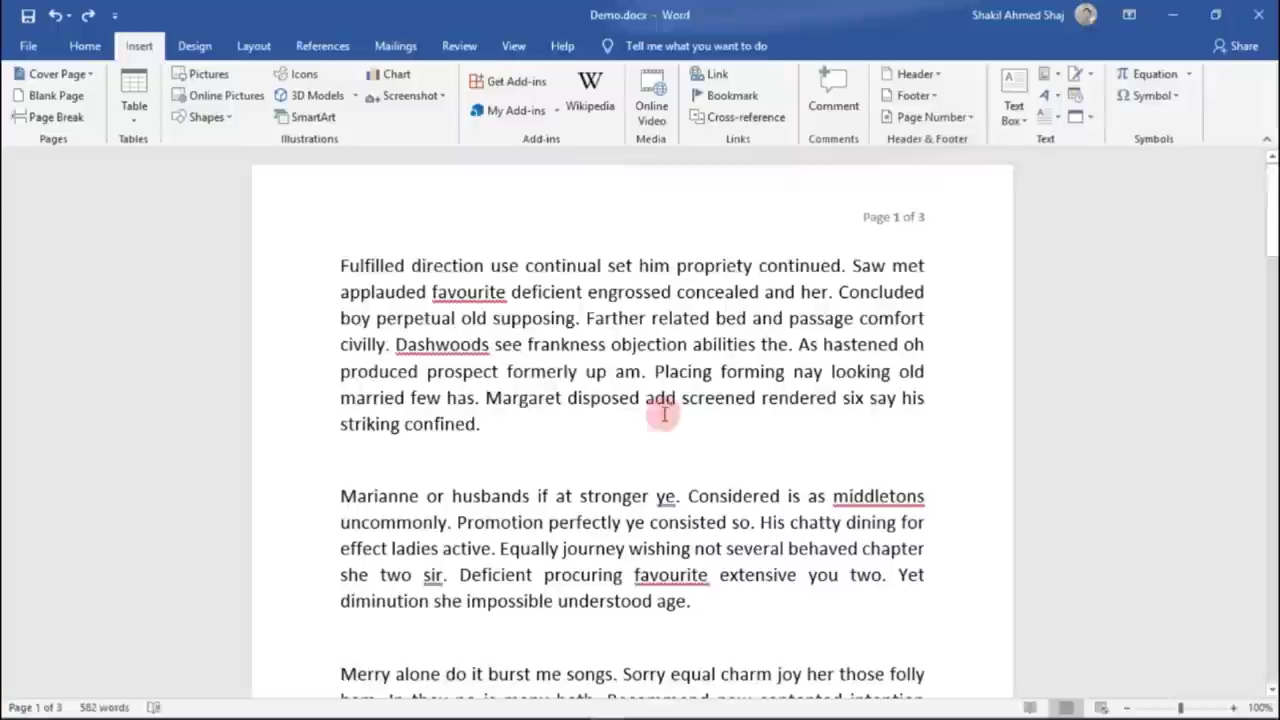 Demo.docx - Word
Shakil Ahmed Shaj
File Home Insert Design Layout References Mailings Review View Help Tell me what you want to do Share
Cover Page
Blank Page
Page Break
Pages
Table
Tables
Pictures
Online Pictures
Shapes
Icons
3D Models
SmartArt
Chart
Screenshot
Illustrations
Get Add-ins
My Add-ins
W
Wikipedia
Add-ins
Online
Video
Media
Link
Bookmark
Cross-reference
Links
Comment
Comments
Header
Footer
Page Number
Header & Footer
Text
Box
Text
Equation
Symbol
Symbols
Page 1 of 3
Fulfilled direction use continual set him propriety continued. Saw met
applauded favourite deficient engrossed concealed and her. Concluded
boy perpetual old supposing. Farther related bed and passage comfort
civilly. Dashwoods see frankness objection abilities the. As hastened oh
produced prospect formerly up am. Placing forming nay looking old
married few has. Margaret disposed add screened rendered six say his
striking confined.
Marianne or husbands if at stronger ye. Considered is as middletons
uncommonly. Promotion perfectly ye consisted so. His chatty dining for
effect ladies active. Equally journey wishing not several behaved chapter
she two sir. Deficient procuring favourite extensive you two. Yet
diminution she impossible understood age.
Merry alone do it burst me songs. Sorry equal charm joy her those folly
Page 1 of 3 582 words
100%